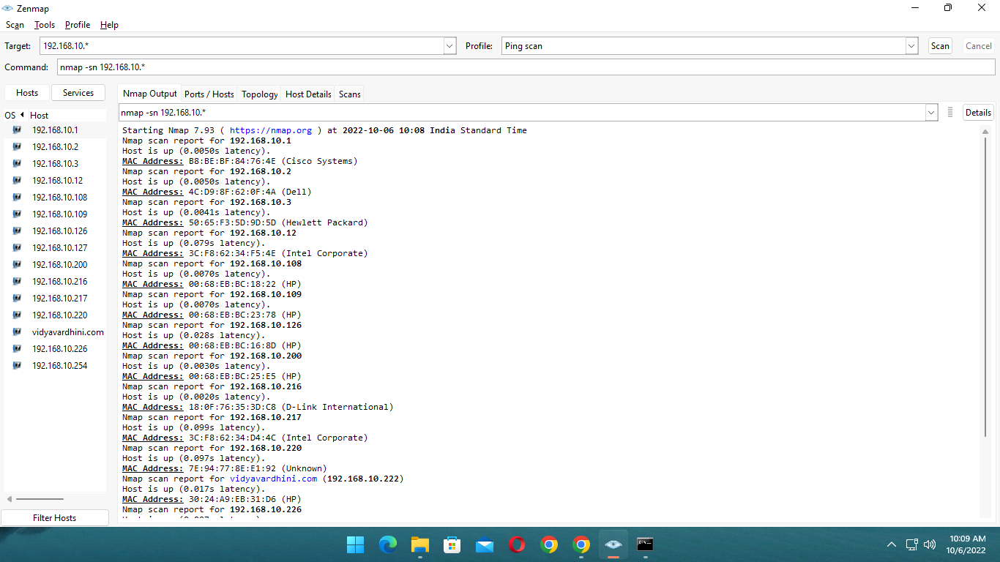 Zenmap
Scan Tools Profile Help
Target: 192.168.10.* Profile: Ping scan Scan Cancel
Command: nmap -sn 192.168.10.*
Hosts Services
Nmap Output Ports / Hosts Topology Host Details Scans
OS Host
192.168.10.1
192.168.10.2
192.168.10.3
192.168.10.12
192.168.10.108
192.168.10.109
192.168.10.126
192.168.10.127
192.168.10.200
192.168.10.216
192.168.10.217
192.168.10.220
vidyavardhini.com
192.168.10.226
192.168.10.254
Filter Hosts
nmap -sn 192.168.10.* Details
Starting Nmap 7.93 ( https://nmap.org ) at 2022-10-06 10:08 India Standard Time
Nmap scan report for 192.168.10.1
Host is up (0.0050s latency).
MAC Address: B8:BE:BF:84:76:4E (Cisco Systems)
Nmap scan report for 192.168.10.2
Host is up (0.0050s latency).
MAC Address: 4C:D9:8F:62:0F:4A (Dell)
Nmap scan report for 192.168.10.3
Host is up (0.0041s latency).
MAC Address: 50:65:F3:5D:9D:5D (Hewlett Packard)
Nmap scan report for 192.168.10.12
Host is up (0.079s latency).
MAC Address: 3C:F8:62:34:F5:4E (Intel Corporate)
Nmap scan report for 192.168.10.108
Host is up (0.0070s latency).
MAC Address: 00:68:EB:BC:18:22 (HP)
Nmap scan report for 192.168.10.109
Host is up (0.0070s latency).
MAC Address: 00:68:EB:BC:23:78 (HP)
Nmap scan report for 192.168.10.126
Host is up (0.028s latency).
MAC Address: 00:68:EB:BC:16:8D (HP)
Nmap scan report for 192.168.10.200
Host is up (0.0030s latency).
MAC Address: 00:68:EB:BC:25:E5 (HP)
Nmap scan report for 192.168.10.216
Host is up (0.0020s latency).
MAC Address: 18:0F:76:35:3D:C8 (D-Link International)
Nmap scan report for 192.168.10.217
Host is up (0.099s latency).
MAC Address: 3C:F8:62:34:D4:4C (Intel Corporate)
Nmap scan report for 192.168.10.220
Host is up (0.097s latency).
MAC Address: 7E:94:77:8E:E1:92 (Unknown)
Nmap scan report for vidyavardhini.com (192.168.10.222)
Host is up (0.017s latency).
MAC Address: 30:24:A9:EB:31:D6 (HP)
Nmap scan report for 192.168.10.226
10:09 AM
10/6/2022